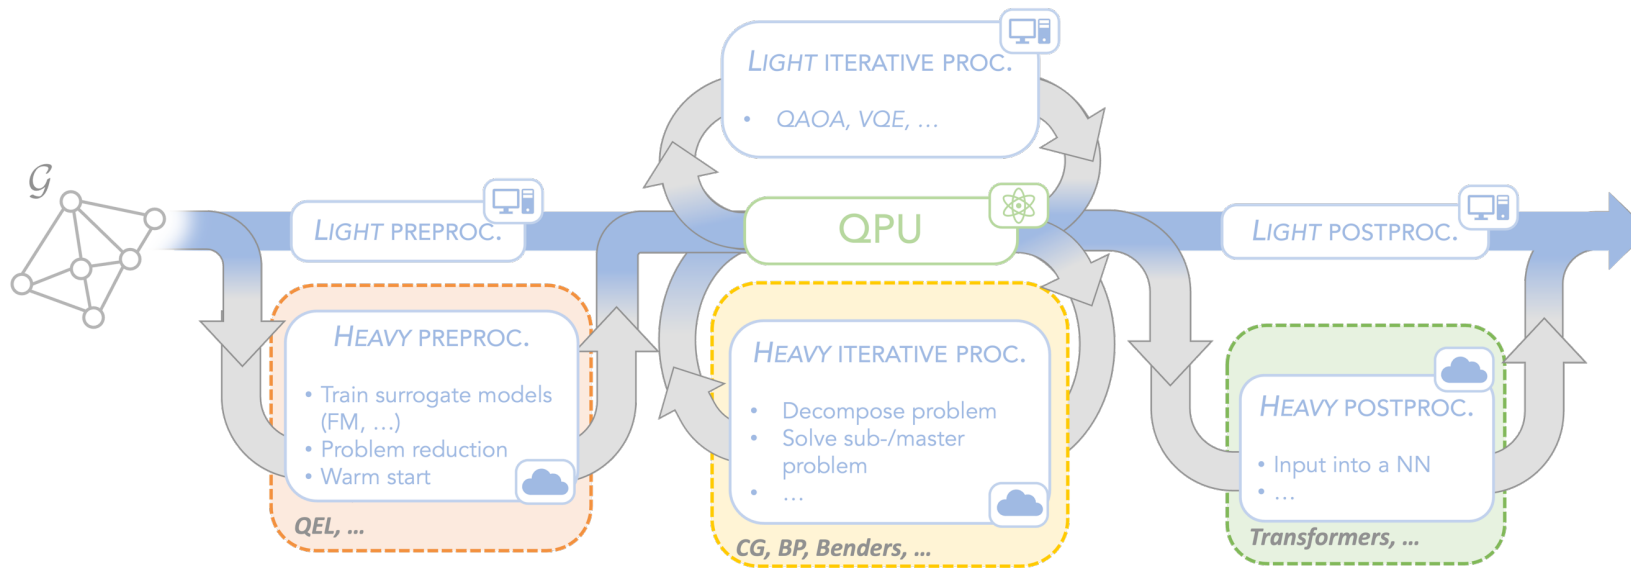 𝒢
LIGHT PREPROC.
HEAVY PREPROC.
• Train surrogate models
(FM, …)
• Problem reduction
• Warm start
QEL, …
LIGHT ITERATIVE PROC.
• QAOA, VQE, …
QPU
HEAVY ITERATIVE PROC.
• Decompose problem
• Solve sub-/master
problem
• …
CG, BP, Benders, …
LIGHT POSTPROC.
HEAVY POSTPROC.
• Input into a NN
• …
Transformers, …